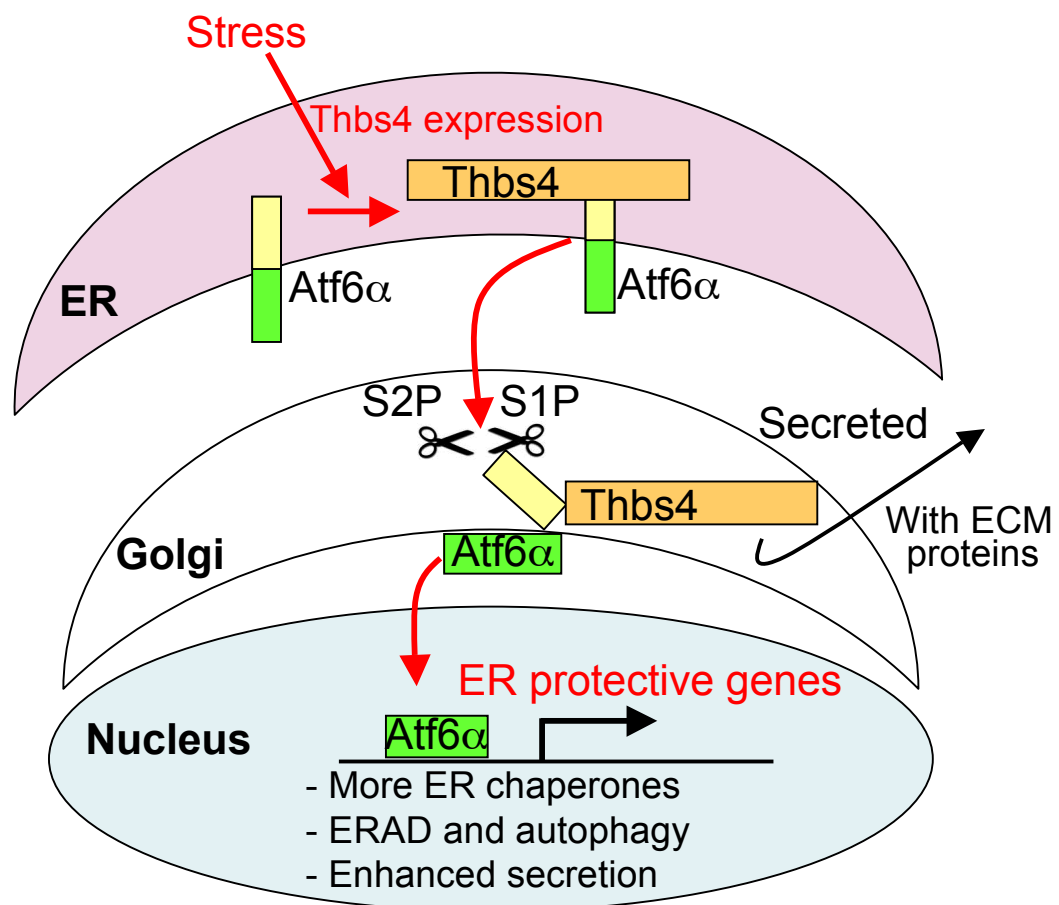 Stress
Thbs4 expression
Thbs4
Atf6α
Atf6α
ER
S2P
S1P
Secreted
Thbs4
With ECM
proteins
Golgi
Atf6α
ER protective genes
Nucleus
Atf6α
- More ER chaperones
- ERAD and autophagy
- Enhanced secretion